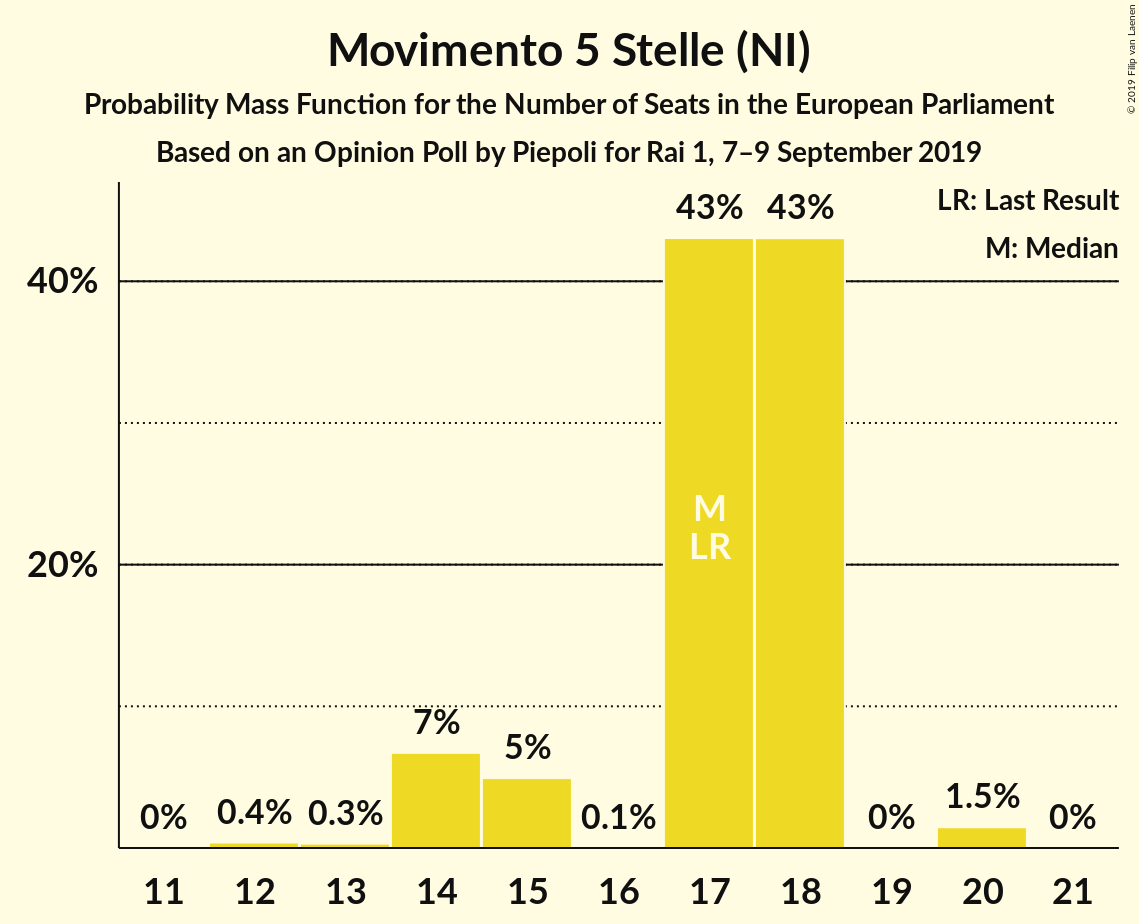 Movimento 5 Stelle (NI)
Probability Mass Function for the Number of Seats in the European Parliament
Based on an Opinion Poll by Piepoli for Rai 1, 7–9 September 2019
© 2019 Filip van Laenen
LR: Last Result
M: Median
43% 43%
40%
M
LR
20%
7%
5%
1.5%
0% 0.4% 0.3% 0.1% 0% 0%
11 12 13 14 15 16 17 18 19 20 21